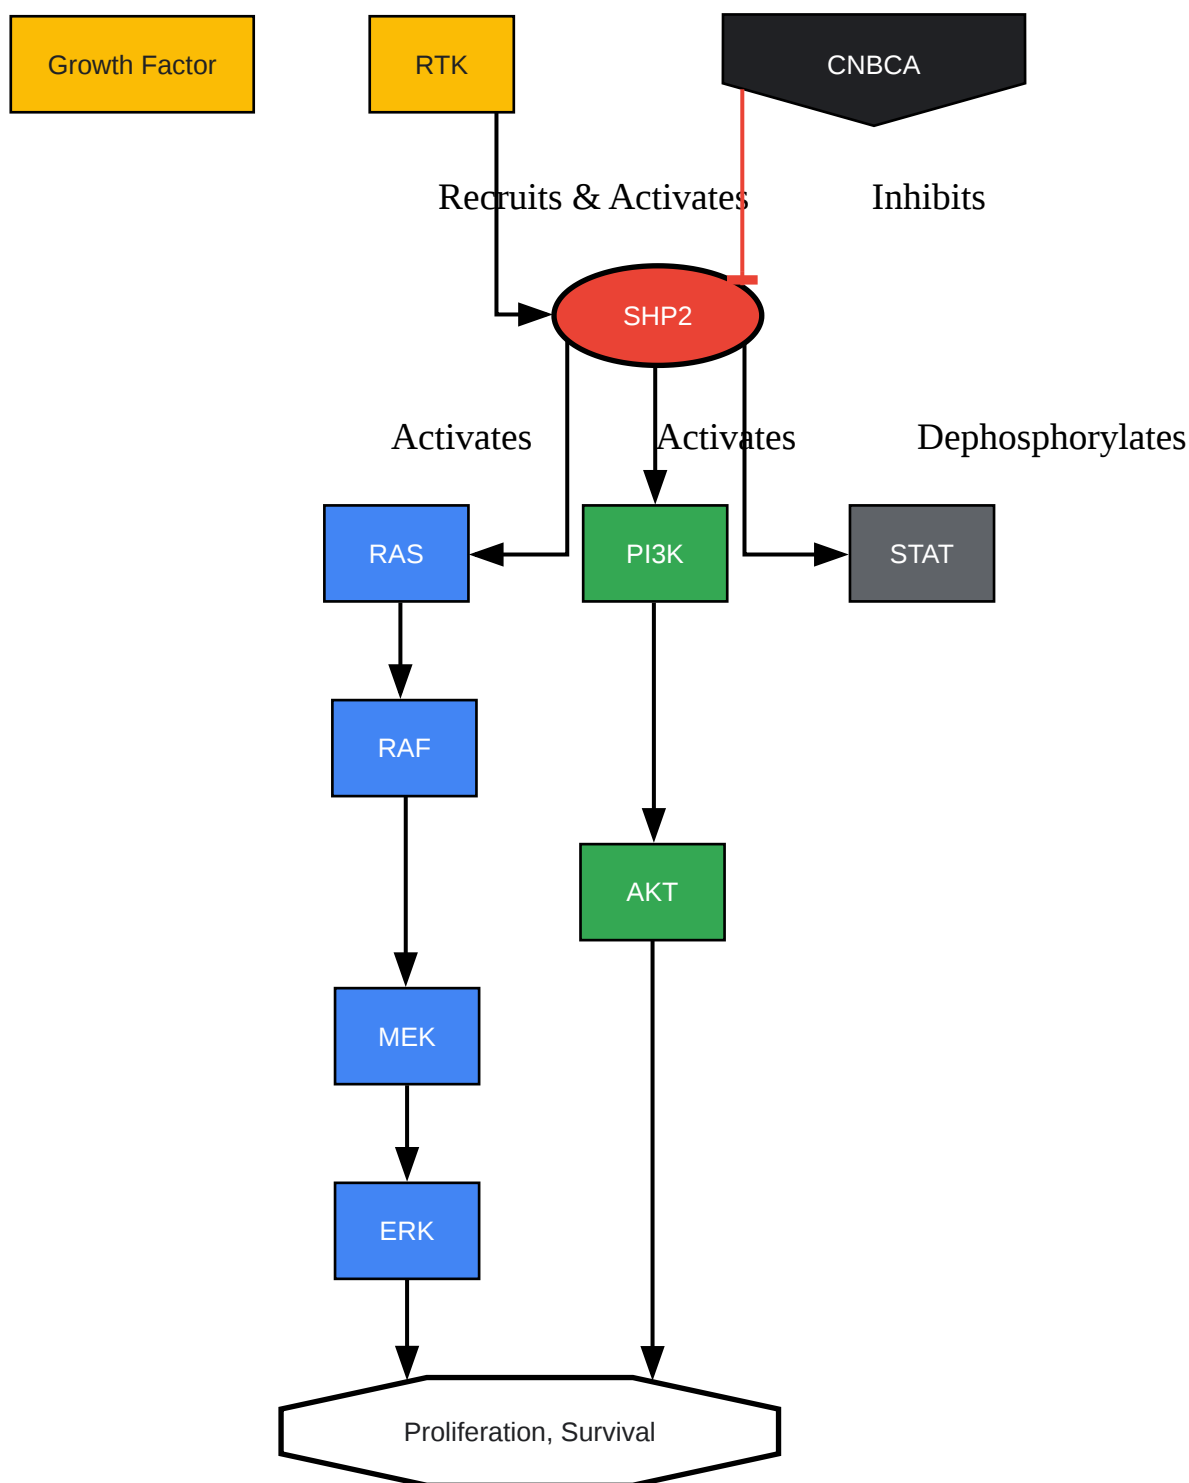 Growth Factor
RTK
CNBCA
Recruits & Activates
Inhibits
SHP2
Activates
Activates
Dephosphorylates
RAS
PI3K
STAT
RAF
AKT
MEK
ERK
Proliferation, Survival